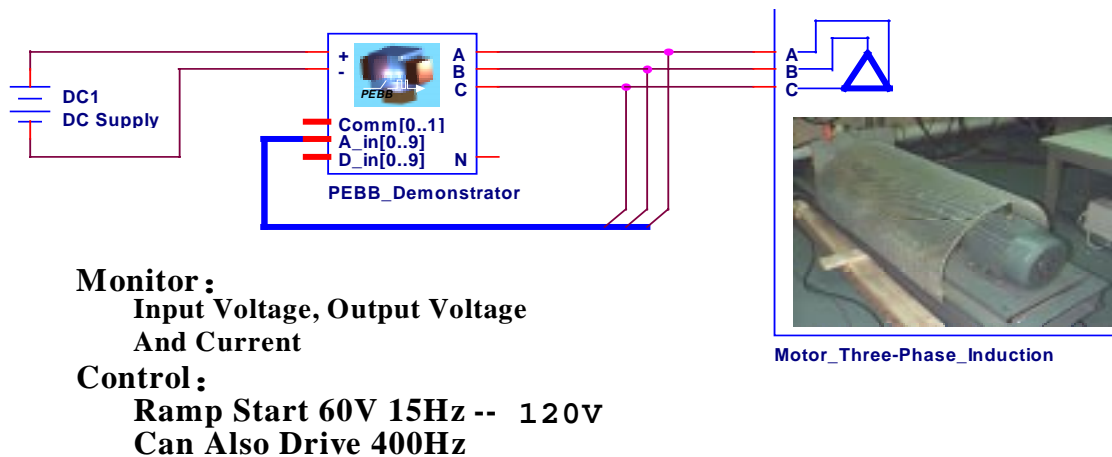 DC1
DC Supply
+
-
PEBB
A
B
C
Comm[0..1]
A_in[0..9]
D_in[0..9]
N
PEBB_Demonstrator
A
B
C
Motor_Three-Phase_Induction
Monitor：
Input Voltage, Output Voltage
And Current
Control：
Ramp Start 60V 15Hz -- 120V
Can Also Drive 400Hz